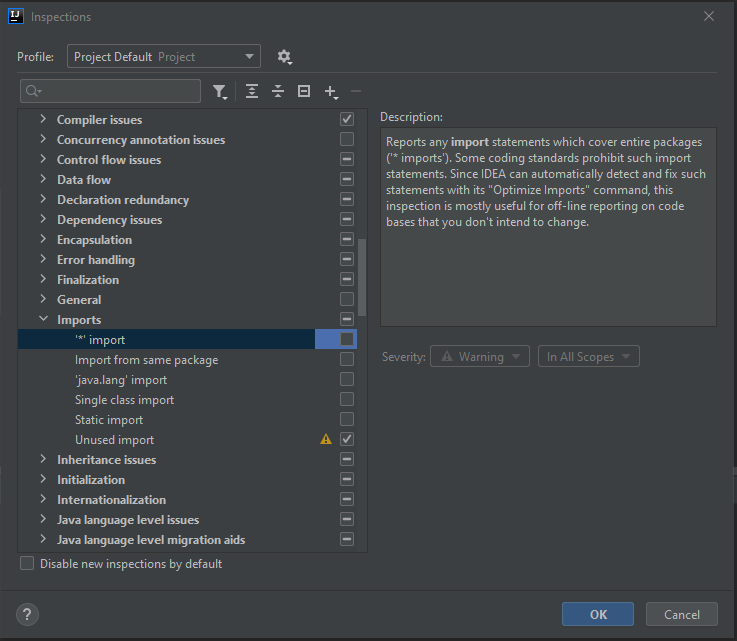 IJ
Inspections
Profile:
Project Default Project
Compiler issues
Concurrency annotation issues
Control flow issues
Data flow
Declaration redundancy
Dependency issues
Encapsulation
Error handling
Finalization
General
Imports
'*' import
Import from same package
'java.lang' import
Single class import
Static import
Unused import
Inheritance issues
Initialization
Internationalization
Java language level issues
Java language level migration aids
Disable new inspections by default
Description:
Reports any import statements which cover entire packages
('* imports'). Some coding standards prohibit such import
statements. Since IDEA can automatically detect and fix such
statements with its "Optimize Imports" command, this
inspection is mostly useful for off-line reporting on code
bases that you don't intend to change.
Severity: Warning In All Scopes
?
OK Cancel